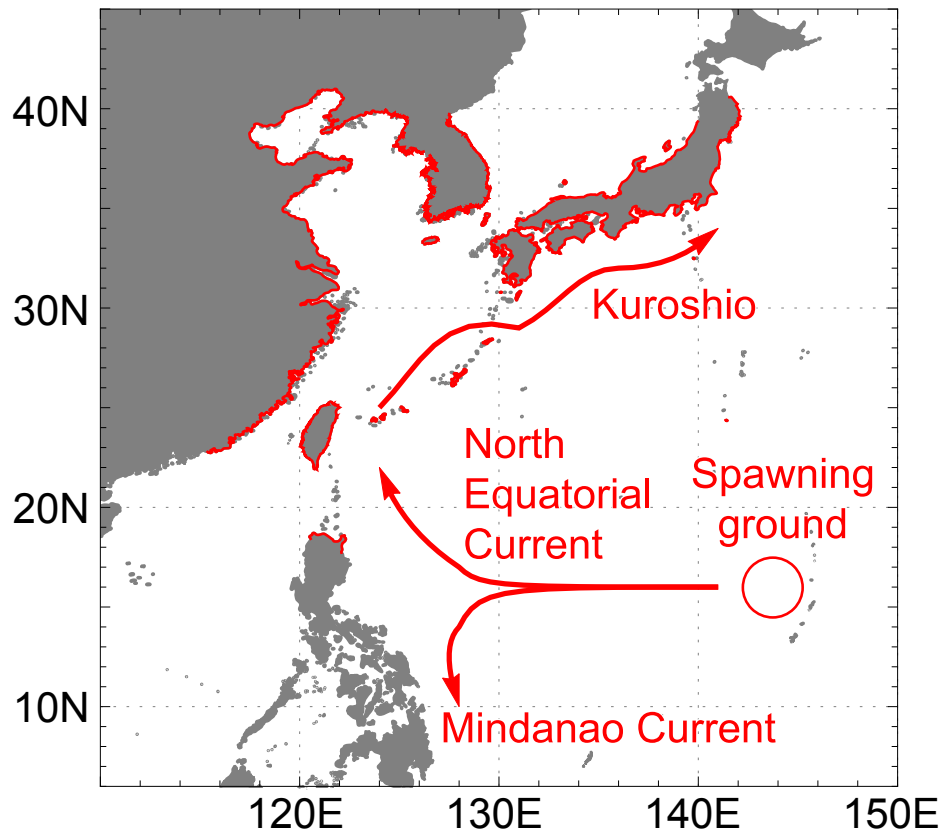 40N
30N
20N
10N
Kuroshio
North
Equatorial
Current
Spawning
ground
Mindanao Current
120E
130E
140E
150E